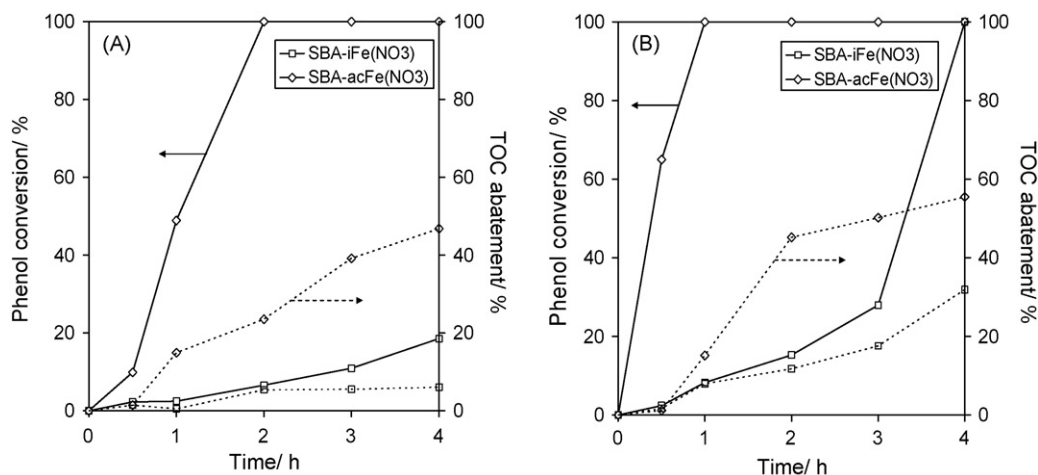 (A)
SBA-iFe(NO3)
SBA-acFe(NO3)
Phenol conversion/ %
TOC abatement/ %
100
80
60
40
20
0
100
80
60
40
20
0
0
1
2
3
4
Time/ h
(B)
SBA-iFe(NO3)
SBA-acFe(NO3)
Phenol conversion/ %
TOC abatement/ %
100
80
60
40
20
0
100
80
60
40
20
0
0
1
2
3
4
Time/ h